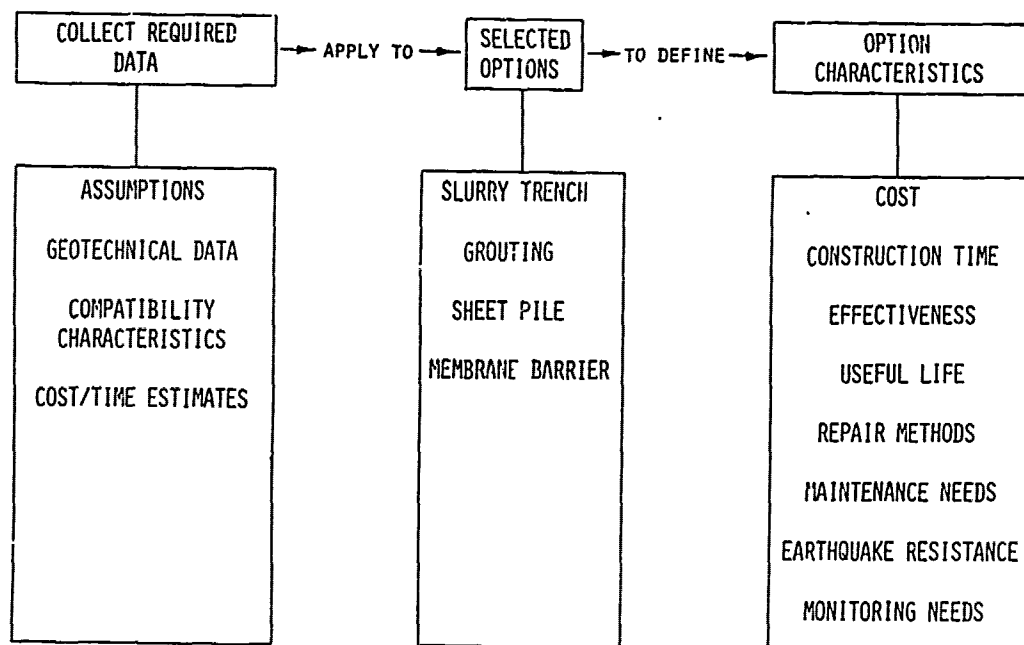 COLLECT REQUIRED
DATA
APPLY TO
SELECTED
OPTIONS
TO DEFINE
OPTION
CHARACTERISTICS
ASSUMPTIONS
GEOTECHNICAL DATA
COMPATIBILITY
CHARACTERISTICS
COST/TIME ESTIMATES
SLURRY TRENCH
GROUTING
SHEET PILE
MEMBRANE BARRIER
COST
CONSTRUCTION TIME
EFFECTIVENESS
USEFUL LIFE
REPAIR METHODS
MAINTENANCE NEEDS
EARTHQUAKE RESISTANCE
MONITORING NEEDS